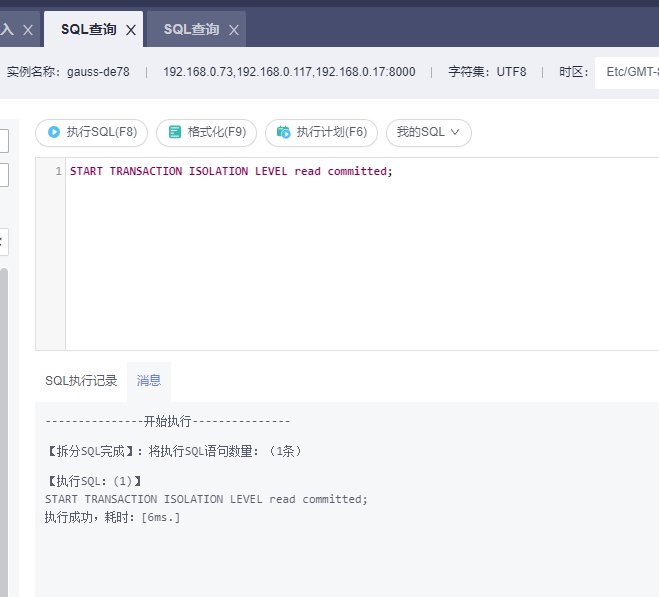 入 SQL查询 SQL查询
实例名称: gauss-de78 | 192.168.0.73,192.168.0.117,192.168.0.17:8000 | 字符集: UTF8 | 时区: Etc/GMT-8
执行SQL(F8) 格式化(F9) 执行计划(F6) 我的SQL
1 START TRANSACTION ISOLATION LEVEL read committed;
SQL执行记录 消息
---------------开始执行---------------
【拆分SQL完成】: 将执行SQL语句数量: (1条)
【执行SQL: (1)】
START TRANSACTION ISOLATION LEVEL read committed;
执行成功, 耗时: [6ms.]